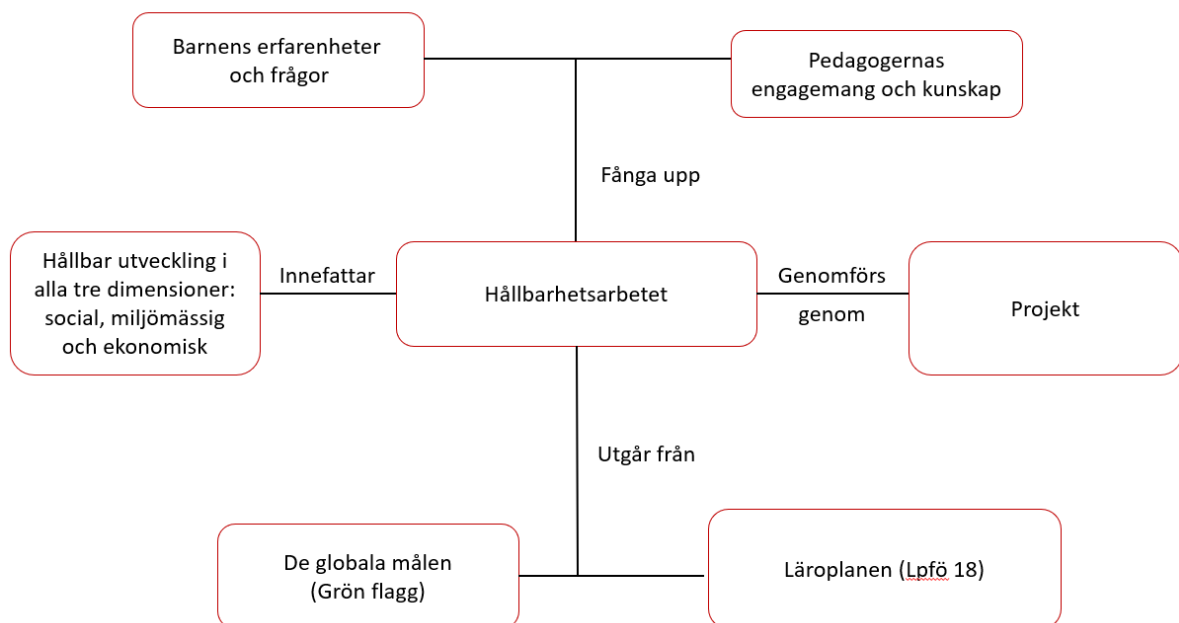 Barnens erfarenheter
och frågor
Pedagogernas
engagemang och kunskap
Fånga upp
Hållbar utveckling i
alla tre dimensioner:
social, miljömässig
och ekonomisk
Innefattar
Hållbarhetsarbetet
Genomförs
genom
Projekt
Utgår från
De globala målen
(Grön flagg)
Läroplanen (Lpfö 18)